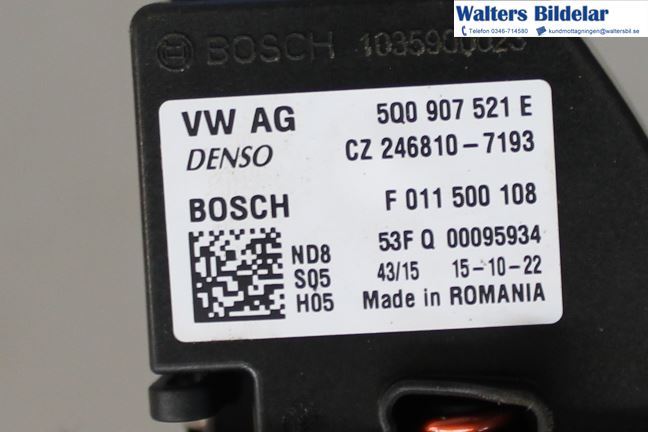 Walters Bildelar
Telefon 0346-714580 kundmottagningen@waltersbil.se
BOSCH 1035900023
VW AG 5Q0 907 521 E
DENSO CZ 246810-7193
BOSCH F 011 500 108
ND8 53F Q 00095934
S05 43/15 15-10-22
H05 Made in ROMANIA